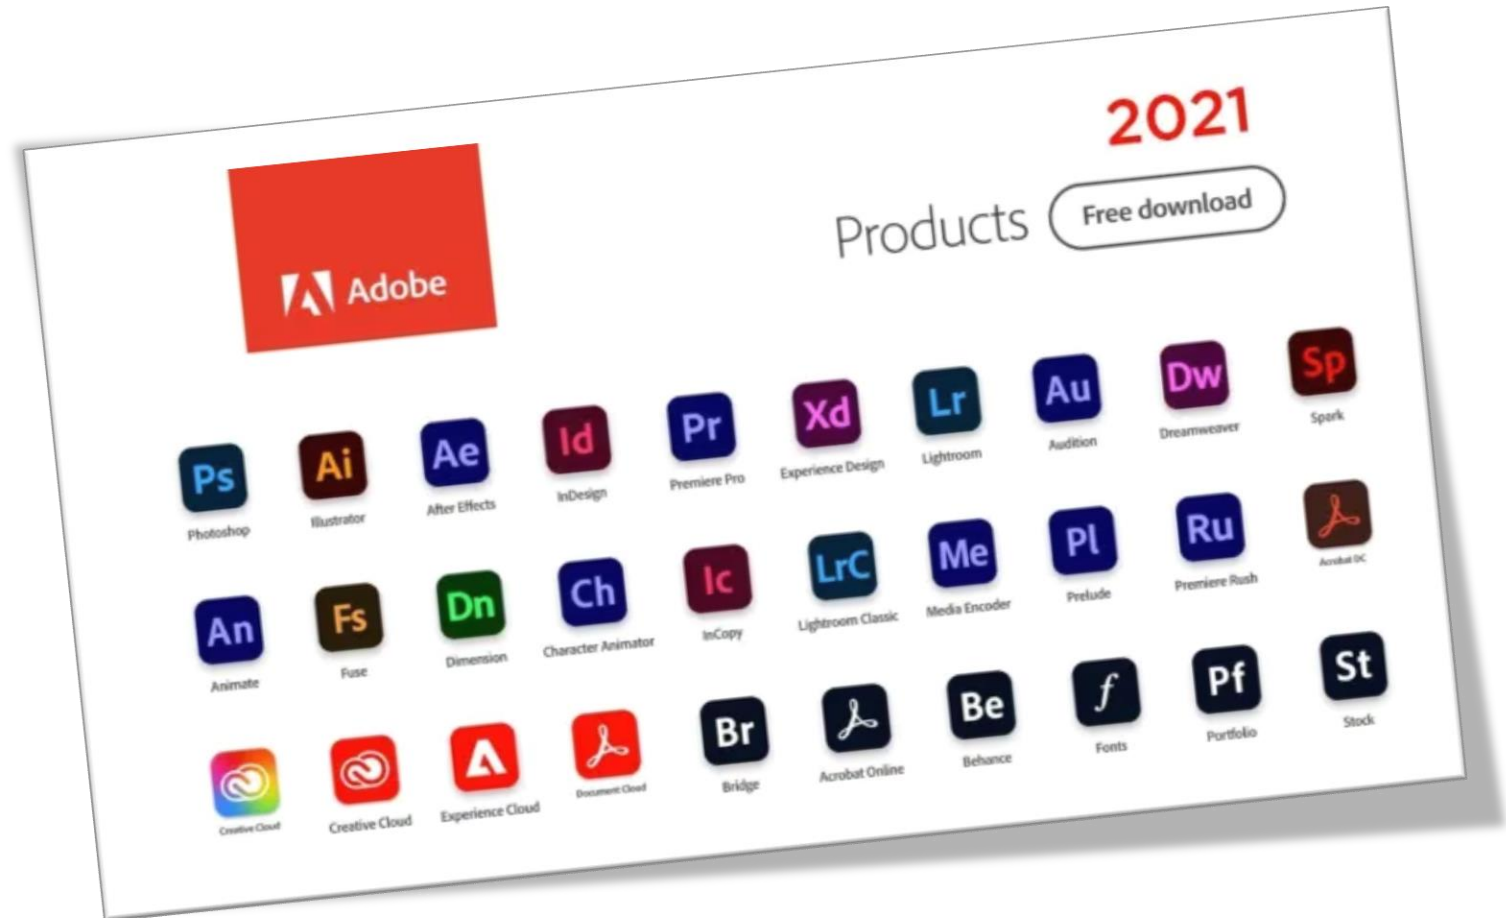 2021
Adobe
Products Free download
Ps Ai Ae Id Pr Xd Lr Au Dw Sp
Photoshop Illustrator After Effects InDesign Premiere Pro Experience Design Lightroom Audition Dreamweaver Spark
An Fs Dn Ch Ic LrC Me Pl Ru
Animate Fuse Dimension Character Animator InCopy Lightroom Classic Media Encoder Prelude Premiere Rush Acrobat DC
Br Be f Pf St
Creative Cloud Creative Cloud Experience Cloud Document Cloud Bridge Acrobat Online Behance Fonts Portfolio Stock